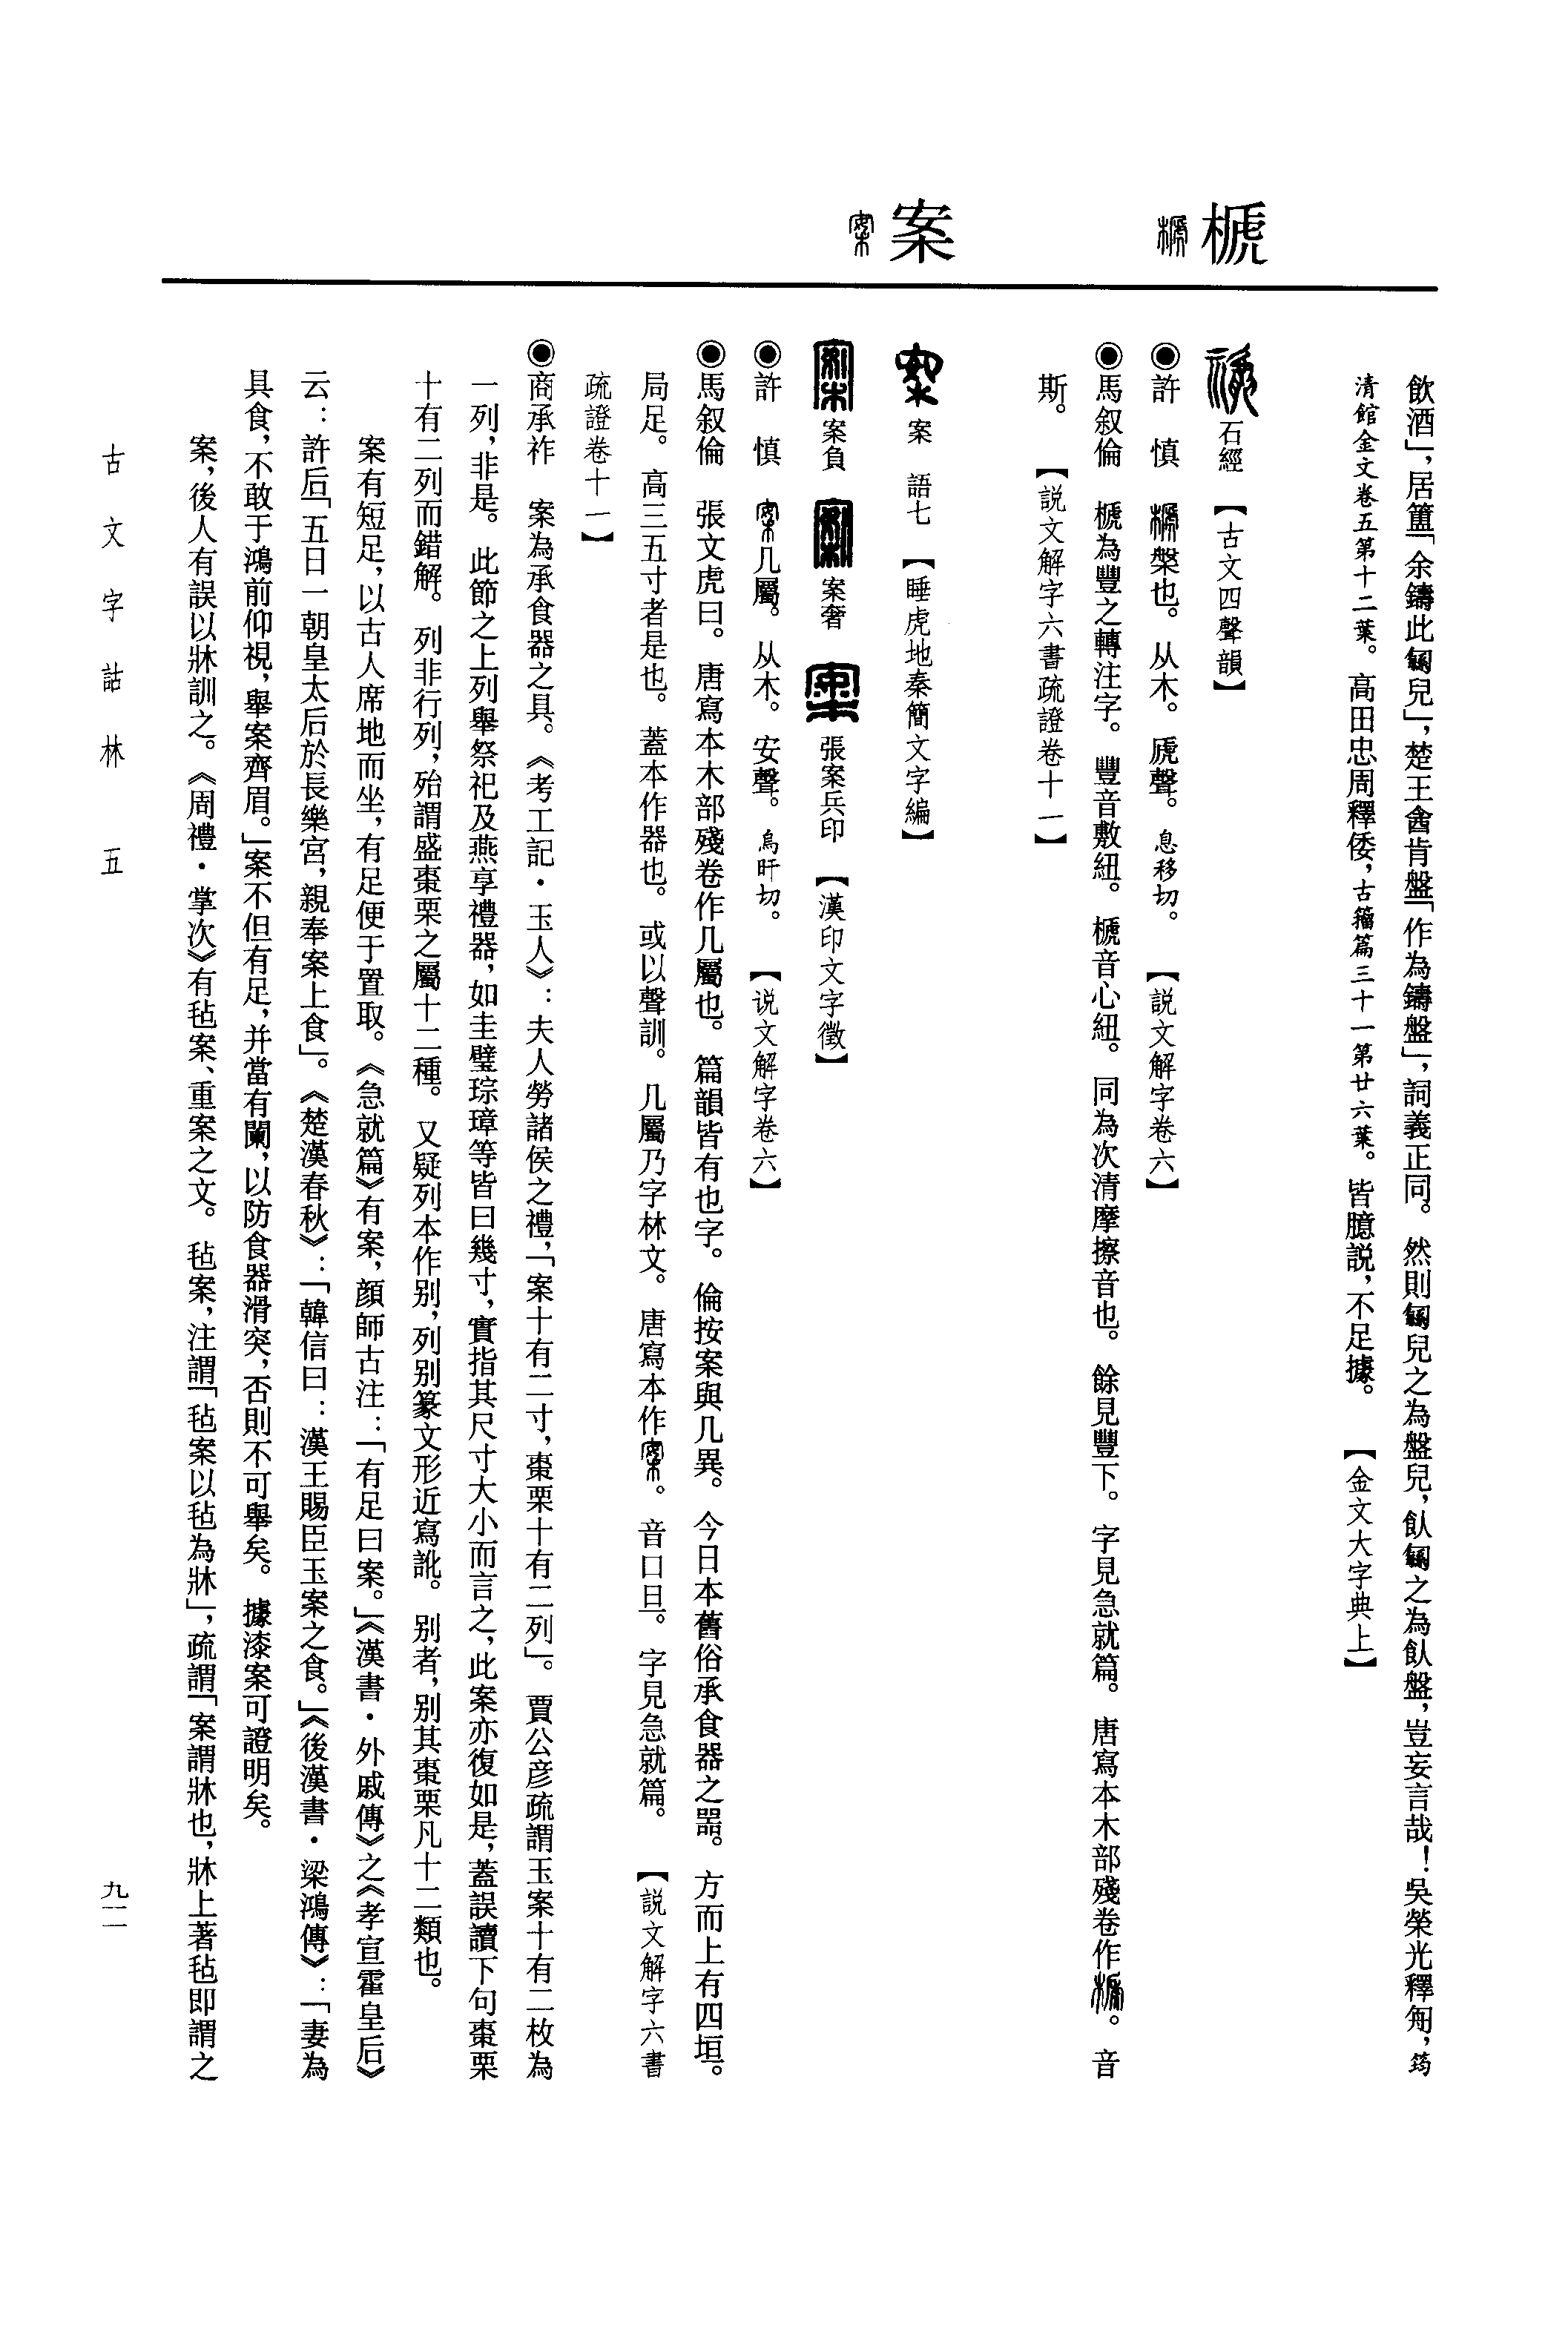 榹
案
飲酒」，居簠「余鑄此兒」，楚王酓肯盤「作為鑄盤」，詞義正同。然則兒之為盤兒，飤之為飤盤，豈妄言哉！吳榮光釋匋，筠
清館金文卷五第十二葉。高田忠周釋倭，古籀篇三十一第廿六葉。皆臆説，不足據。【金文大字典上】
石經【古文四聲韻】
◉許　慎　槃也。从木。虒聲。息移切。【説文解字卷六】
◉馬叙倫　榹為豐之轉注字。豐音敷紐。榹音心紐。同為次清摩擦音也。餘見豐下。字見急就篇。唐寫本木部殘卷作。音
斯。【説文解字六書疏證卷十一】
案　語七【睡虎地秦簡文字編】
案負　案奢　張案兵印【漢印文字徵】
◉許　慎　几屬。从木。安聲。烏旰切。【说文解字卷六】
◉馬叙倫　張文虎曰。唐寫本木部殘卷作几屬也。篇韻皆有也字。倫按案與几異。今日本舊俗承食器之噐。方而上有四垣。
局足。高三五寸者是也。蓋本作器也。或以聲訓。几屬乃字林文。唐寫本作。音口旦。字見急就篇。【説文解字六書
疏證卷十一】
◉商承祚　案為承食器之具。《考工記・玉人》：夫人勞諸侯之禮，「案十有二寸，棗栗十有二列」。賈公彦疏謂玉案十有二枚為
一列，非是。此節之上列舉祭祀及燕享禮器，如圭璧琮璋等皆曰幾寸，實指其尺寸大小而言之，此案亦復如是，蓋誤讀下句棗栗
十有二列而錯解。列非行列，殆謂盛棗栗之屬十二種。又疑列本作别，列别篆文形近寫訛。别者，别其棗栗凡十二類也。
案有短足，以古人席地而坐，有足便于置取。《急就篇》有案，顔師古注：「有足曰案。」《漢書・外戚傳》之《孝宣霍皇后》
云：許后「五日一朝皇太后於長樂宮，親奉案上食」。《楚漢春秋》：「韓信曰：漢王賜臣玉案之食。」《後漢書・梁鴻傳》：「妻為
具食，不敢于鴻前仰視，舉案齊眉。」案不但有足，并當有闌，以防食器滑突，否則不可舉矣。據漆案可證明矣。
案，後人有誤以牀訓之。《周禮・掌次》有毡案、重案之文。毡案，注謂「毡案以毡為牀」，疏謂「案謂牀也，牀上著毡即謂之
古文字詁林　五
九一一